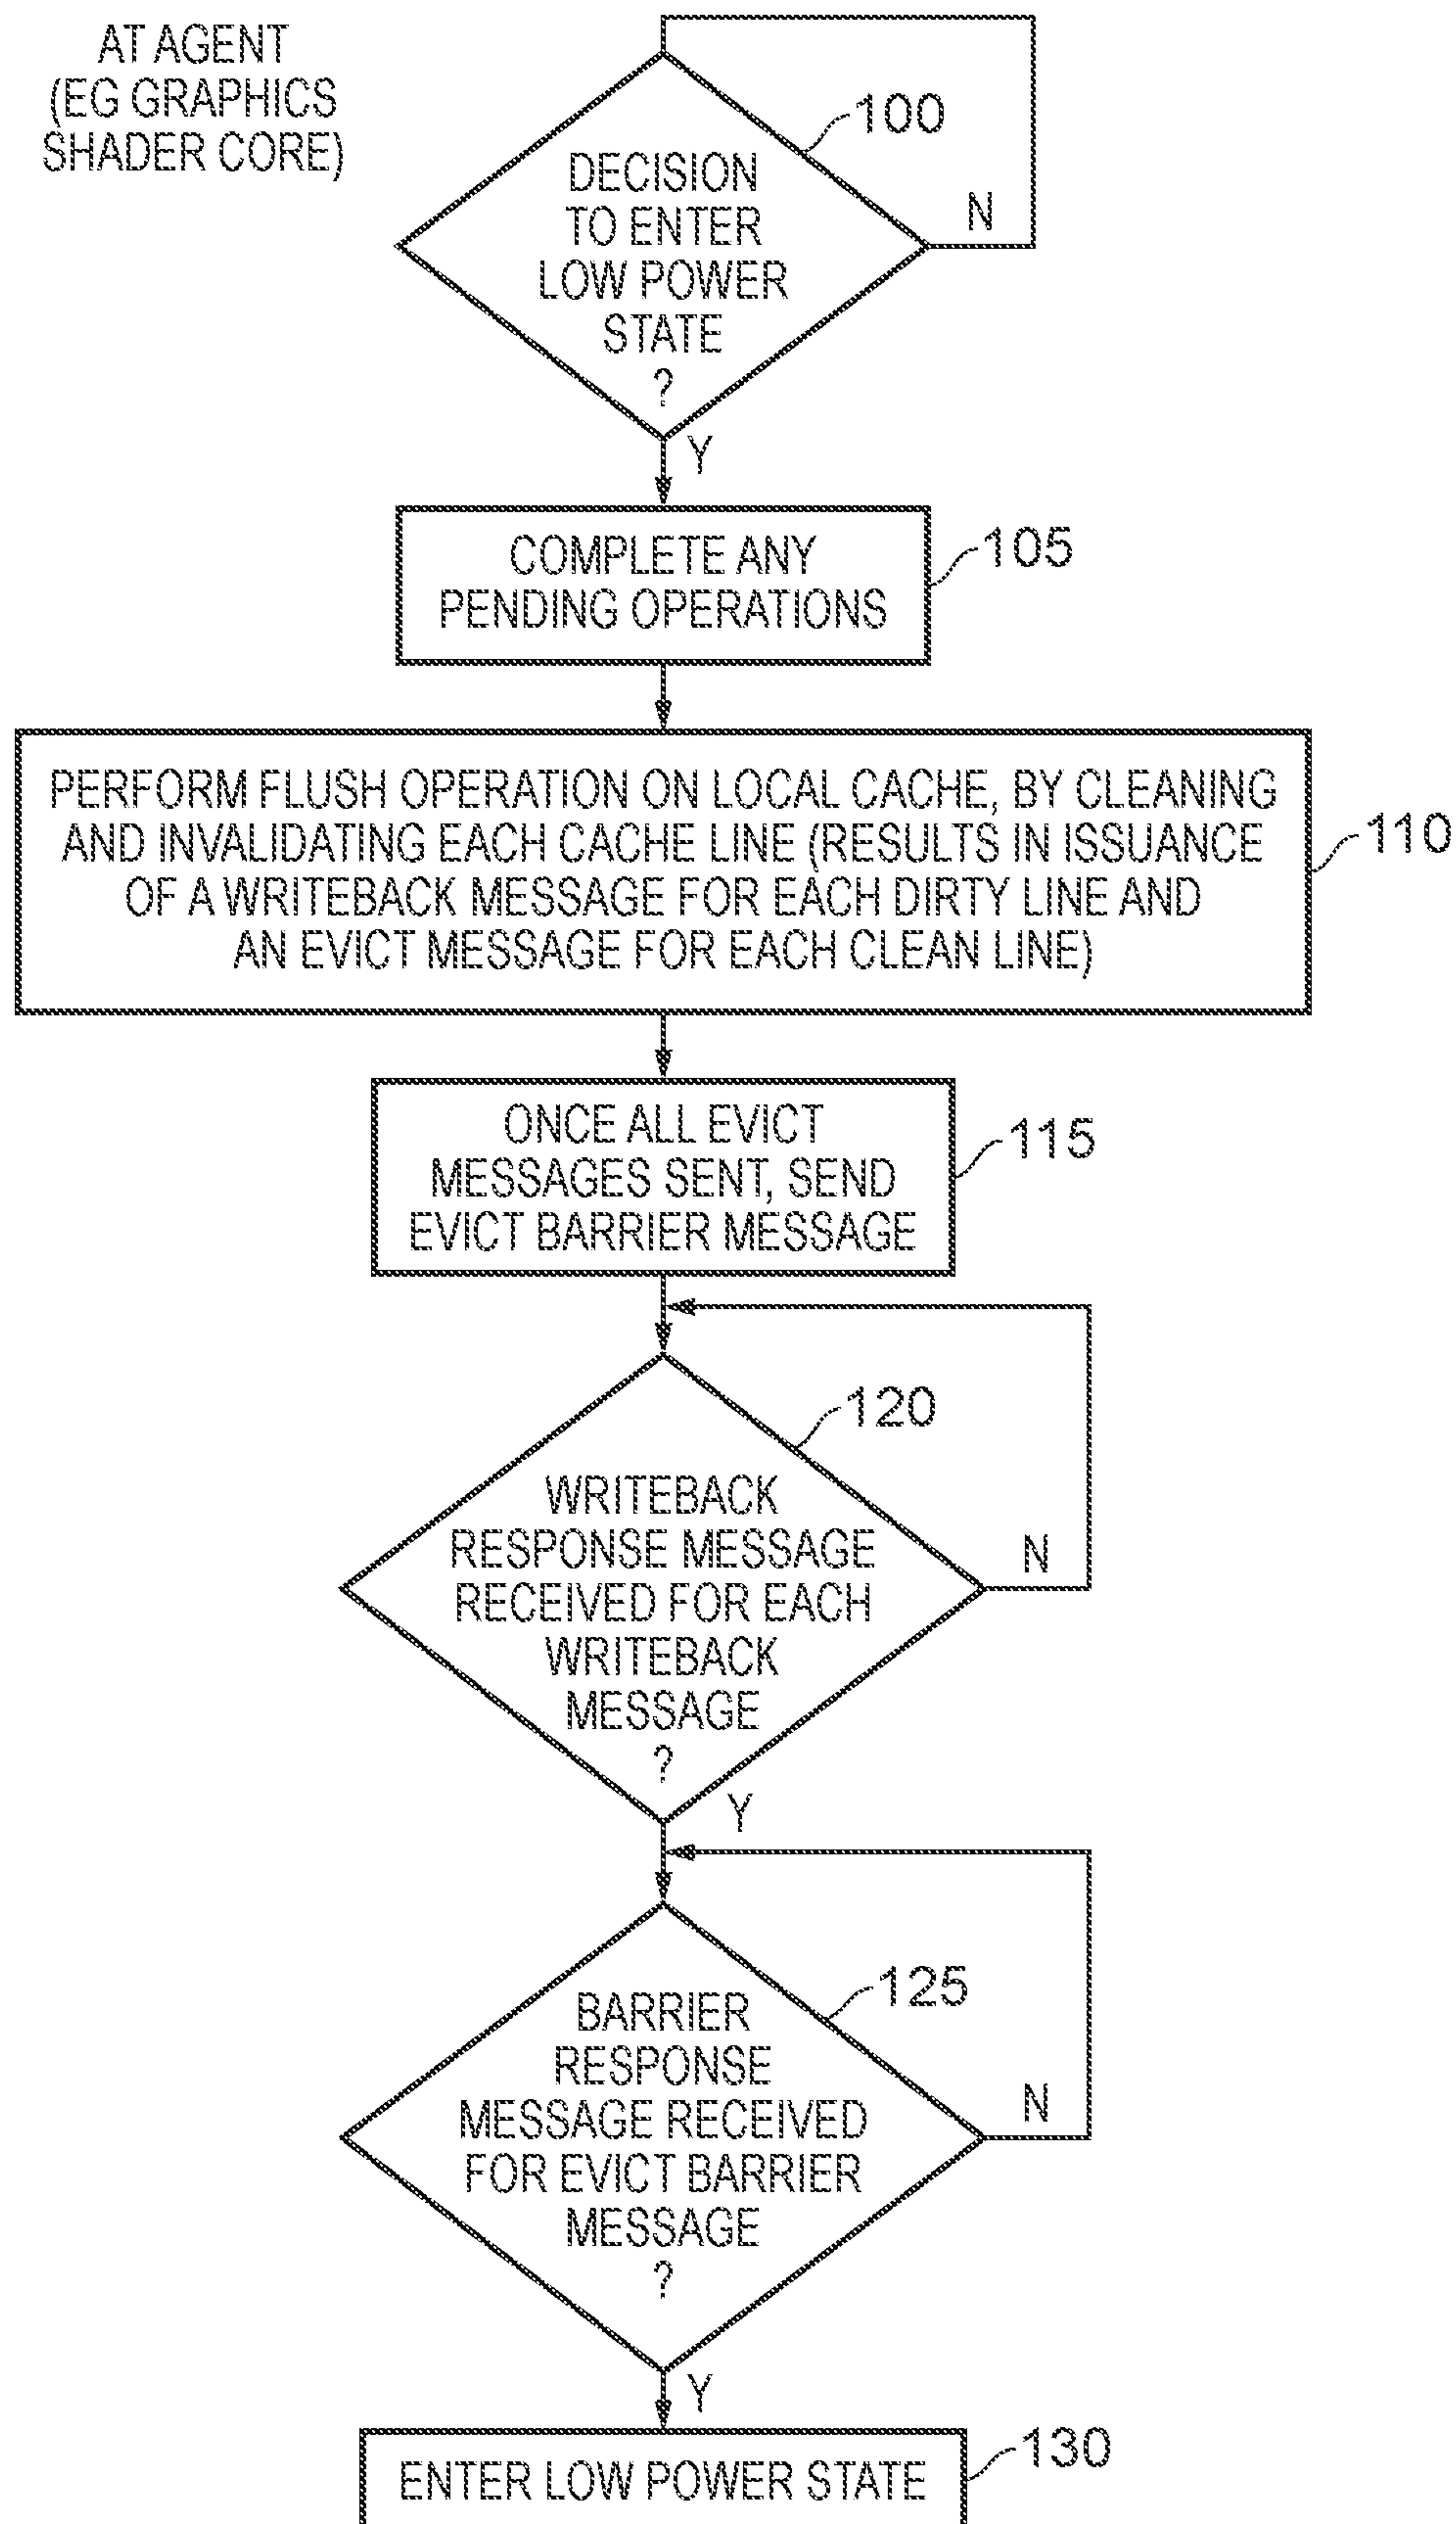 AT AGENT
(EG GRAPHICS
SHADER CORE)
100
DECISION
TO ENTER
LOW POWER
STATE
?
N
Y
COMPLETE ANY
PENDING OPERATIONS
105
PERFORM FLUSH OPERATION ON LOCAL CACHE, BY CLEANING
AND INVALIDATING EACH CACHE LINE (RESULTS IN ISSUANCE
OF A WRITEBACK MESSAGE FOR EACH DIRTY LINE AND
AN EVICT MESSAGE FOR EACH CLEAN LINE)
110
ONCE ALL EVICT
MESSAGES SENT, SEND
EVICT BARRIER MESSAGE
115
120
WRITEBACK
RESPONSE MESSAGE
RECEIVED FOR EACH
WRITEBACK
MESSAGE
?
N
Y
125
BARRIER
RESPONSE
MESSAGE RECEIVED
FOR EVICT BARRIER
MESSAGE
?
N
Y
ENTER LOW POWER STATE
130